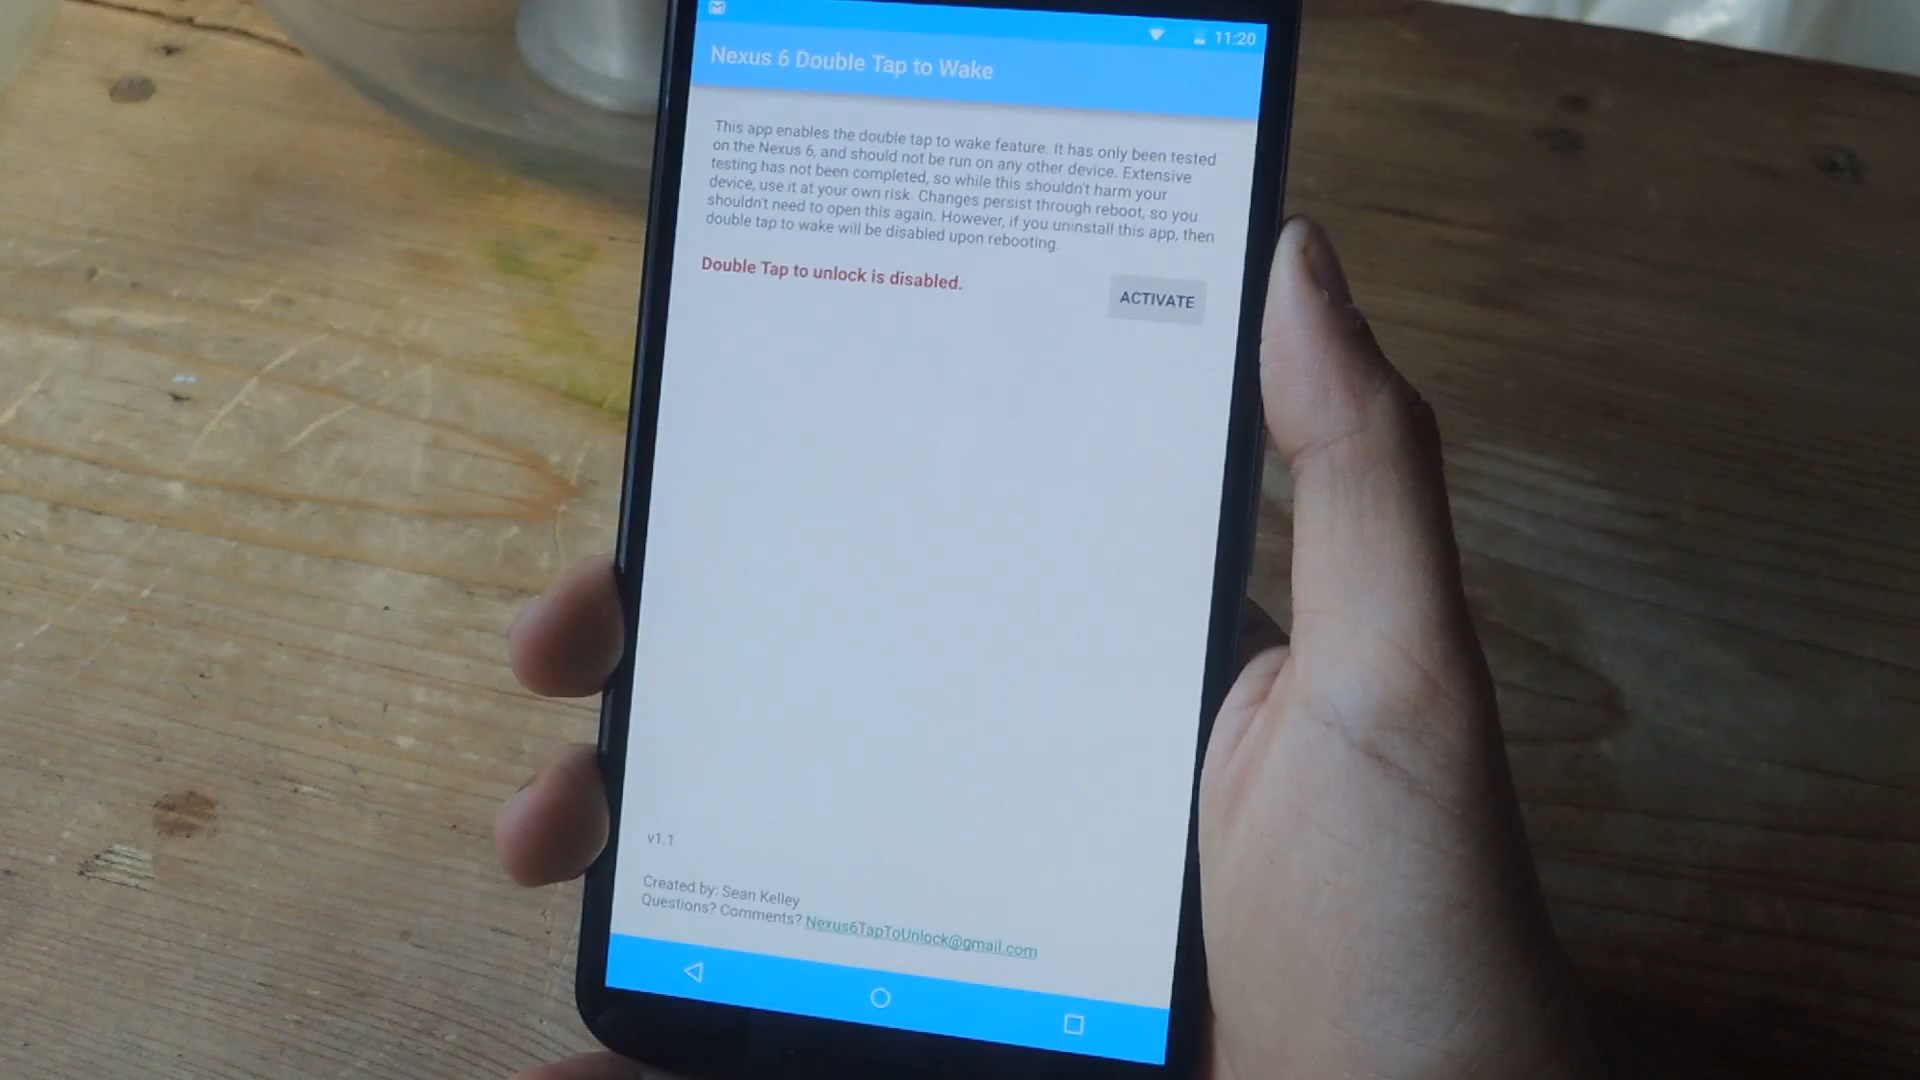 11:20
Nexus 6 Double Tap to Wake
This app enables the double tap to wake feature. It has only been tested
on the Nexus 6, and should not be run on any other device. Extensive
testing has not been completed, so while this shouldn't harm your
device, use it at your own risk. Changes persist through reboot, so you
shouldn't need to open this again. However, if you uninstall this app, then
double tap to wake will be disabled upon rebooting.
Double Tap to unlock is disabled.
ACTIVATE
v1.1
Created by: Sean Kelley
Questions? Comments? Nexus6TapToUnlock@gmail.com